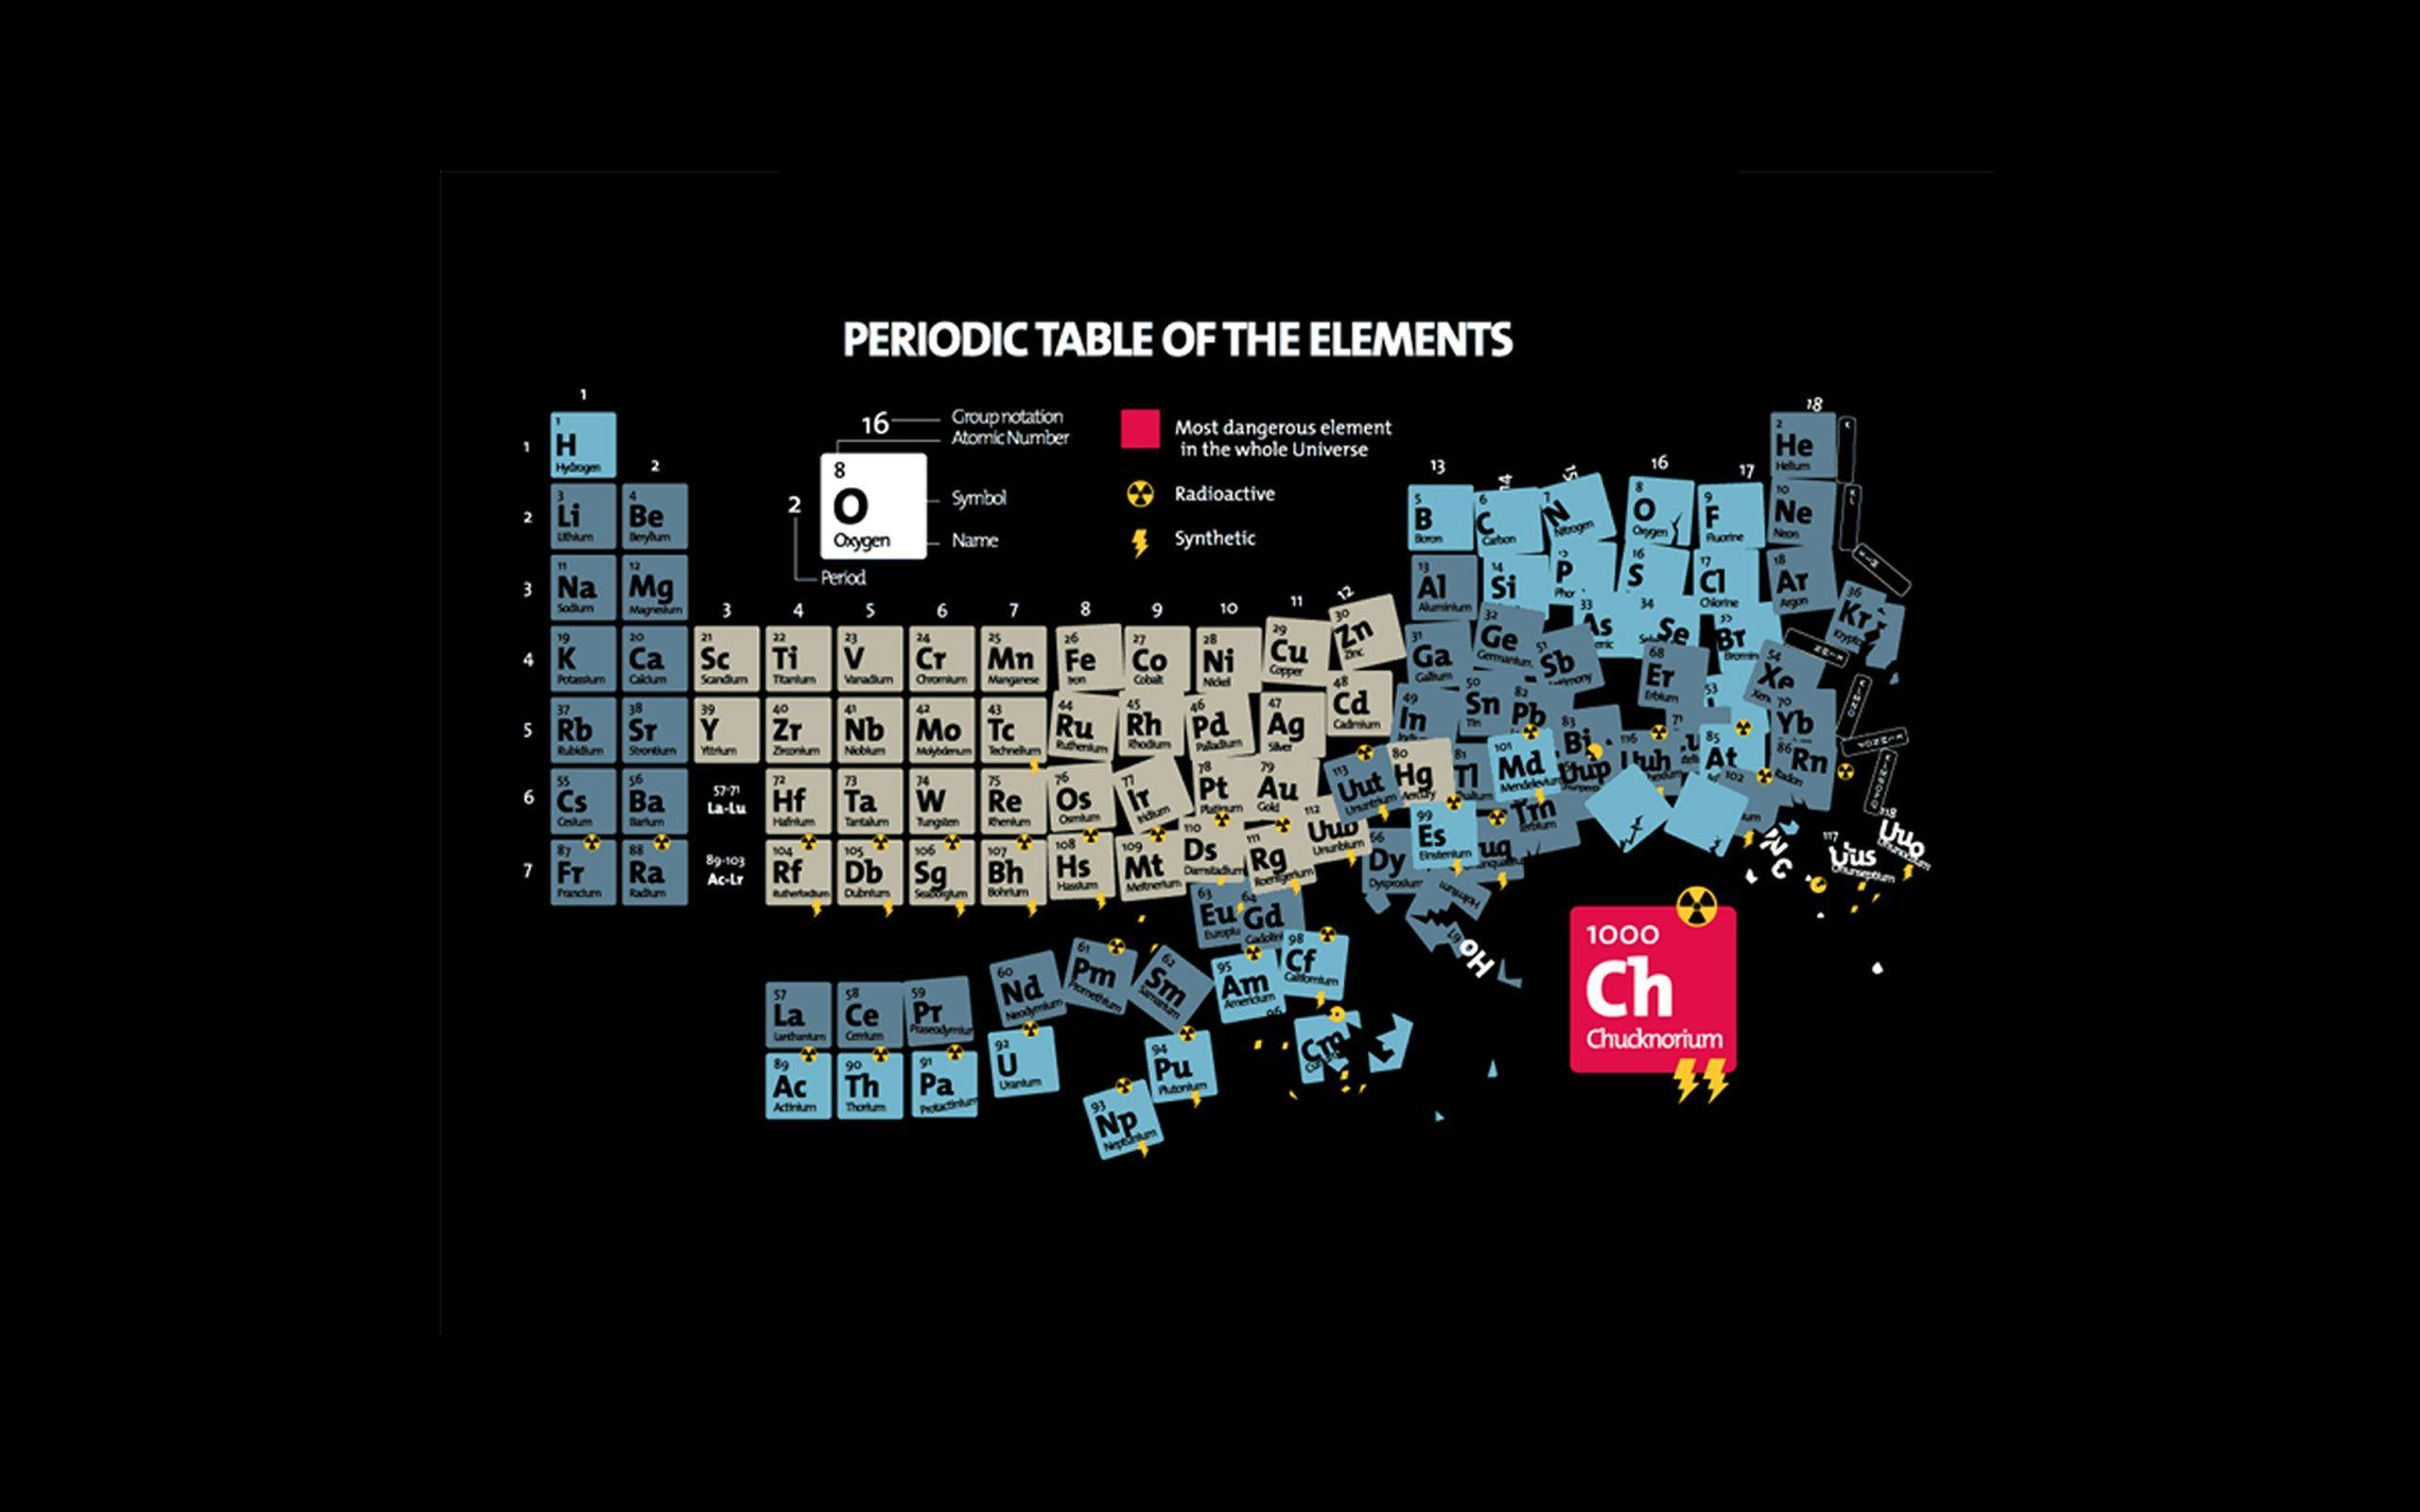 PERIODIC TABLE OF THE ELEMENTS
1
18
16 Group notation
Atomic Number
8
O
Oxygen
Symbol
Name
2
Period
Most dangerous element
in the whole Universe
Radioactive
Synthetic
1
1
H
Hydrogen
2
He
Helium
2
13
14
15
16
17
2
3
Li
Lithium
4
Be
Beryllium
5
B
Boron
6
C
Carbon
7
N
Nitrogen
8
O
Oxygen
9
F
Fluorine
10
Ne
Neon
3
11
Na
Sodium
12
Mg
Magnesium
13
Al
Aluminium
14
Si
P
Phor
16
S
17
Cl
Chlorine
18
Ar
Argon
3
4
5
6
7
8
9
10
11
12
4
19
K
Potassium
20
Ca
Calcium
21
Sc
Scandium
22
Ti
Titanium
23
V
Vanadium
24
Cr
Chromium
25
Mn
Manganese
26
Fe
Iron
27
Co
Cobalt
28
Ni
Nickel
29
Cu
Copper
30
Zn
Zinc
31
Ga
Gallium
32
Ge
Germanium
33
As
34
Se
Br
36
Kr
5
37
Rb
Rubidium
38
Sr
Strontium
39
Y
Yttrium
40
Zr
Zirconium
41
Nb
Niobium
42
Mo
Molybdenum
43
Tc
Technetium
44
Ru
Ruthenium
45
Rh
Rhodium
46
Pd
Palladium
47
Ag
Silver
48
Cd
Cadmium
49
In
50
Sn
Tin
51
Sb
68
Er
Erbium
53
54
Xe
6
55
Cs
Cesium
56
Ba
Barium
57-71
La-Lu
72
Hf
Hafnium
73
Ta
Tantalum
74
W
Tungsten
75
Re
Rhenium
76
Os
Osmium
77
Ir
Iridium
78
Pt
Platinum
79
Au
Gold
113
Uut
80
Hg
81
Tl
82
Pb
101
Md
83
Bi
Uup
116
Uuh
71
85
At
70
Yb
86
Rn
Radon
102
7
87
Fr
Francium
88
Ra
Radium
89-103
Ac-Lr
104
Rf
Rutherfordium
105
Db
Dubnium
106
Sg
Seaborgium
107
Bh
Bohrium
108
Hs
Hassium
109
Mt
Meitnerium
110
Ds
Darmstadtium
111
Rg
Roentgenium
112
Uub
Ununbium
66
Dy
Dysprosium
99
Es
Einsteinium
Tm
Terbium
117
Uus
Ununseptium
118
Uuo
63
Eu
64
Gd
67
Ho
57
La
Lanthanum
58
Ce
Cerium
59
Pr
Praseodymium
60
Nd
Neodymium
61
Pm
Promethium
62
Sm
Samarium
95
Am
Americium
98
Cf
Californium
89
Ac
Actinium
90
Th
Thorium
91
Pa
Protactinium
92
U
Uranium
93
Np
Neptunium
94
Pu
Plutonium
96
Cm
1000
Ch
Chucknorium